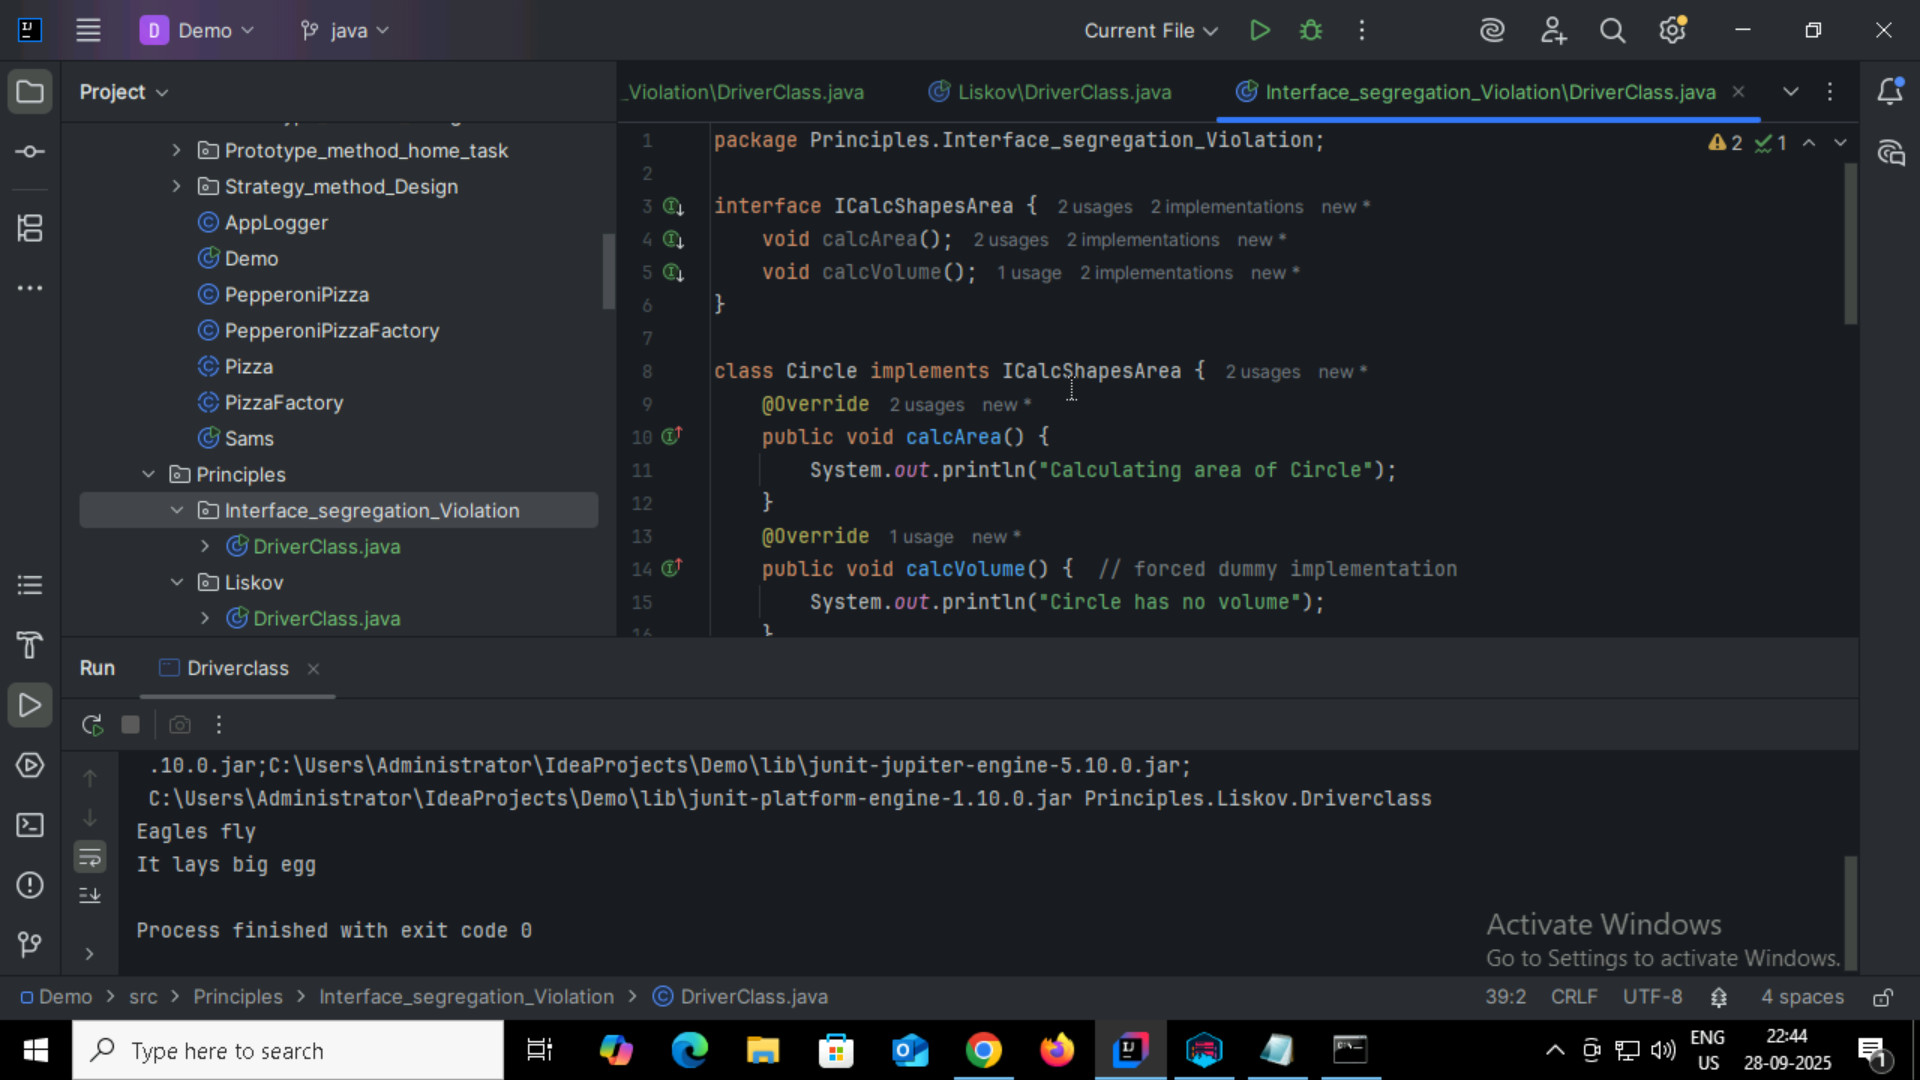 D Demo java Current File
Project
_Violation\DriverClass.java Liskov\DriverClass.java Interface_segregation_Violation\DriverClass.java
Prototype_method_home_task
Strategy_method_Design
AppLogger
Demo
PepperoniPizza
PepperoniPizzaFactory
Pizza
PizzaFactory
Sams
Principles
Interface_segregation_Violation
DriverClass.java
Liskov
DriverClass.java
1 package Principles.Interface_segregation_Violation; 2 1
2
3 interface ICalcShapesArea { 2 usages 2 implementations new *
4 void calcArea(); 2 usages 2 implementations new *
5 void calcVolume(); 1 usage 2 implementations new *
6 }
7
8 class Circle implements ICalcShapesArea { 2 usages new *
9 @Override 2 usages new *
10 public void calcArea() {
11 System.out.println("Calculating area of Circle");
12 }
13 @Override 1 usage new *
14 public void calcVolume() { // forced dummy implementation
15 System.out.println("Circle has no volume");
16 }
Run Driverclass
.10.0.jar;C:\Users\Administrator\IdeaProjects\Demo\lib\junit-jupiter-engine-5.10.0.jar;
C:\Users\Administrator\IdeaProjects\Demo\lib\junit-platform-engine-1.10.0.jar Principles.Liskov.Driverclass
Eagles fly
It lays big egg
Process finished with exit code 0
Activate Windows
Go to Settings to activate Windows.
Demo > src > Principles > Interface_segregation_Violation > DriverClass.java 39:2 CRLF UTF-8 4 spaces
Type here to search
ENG
US
22:44
28-09-2025
1